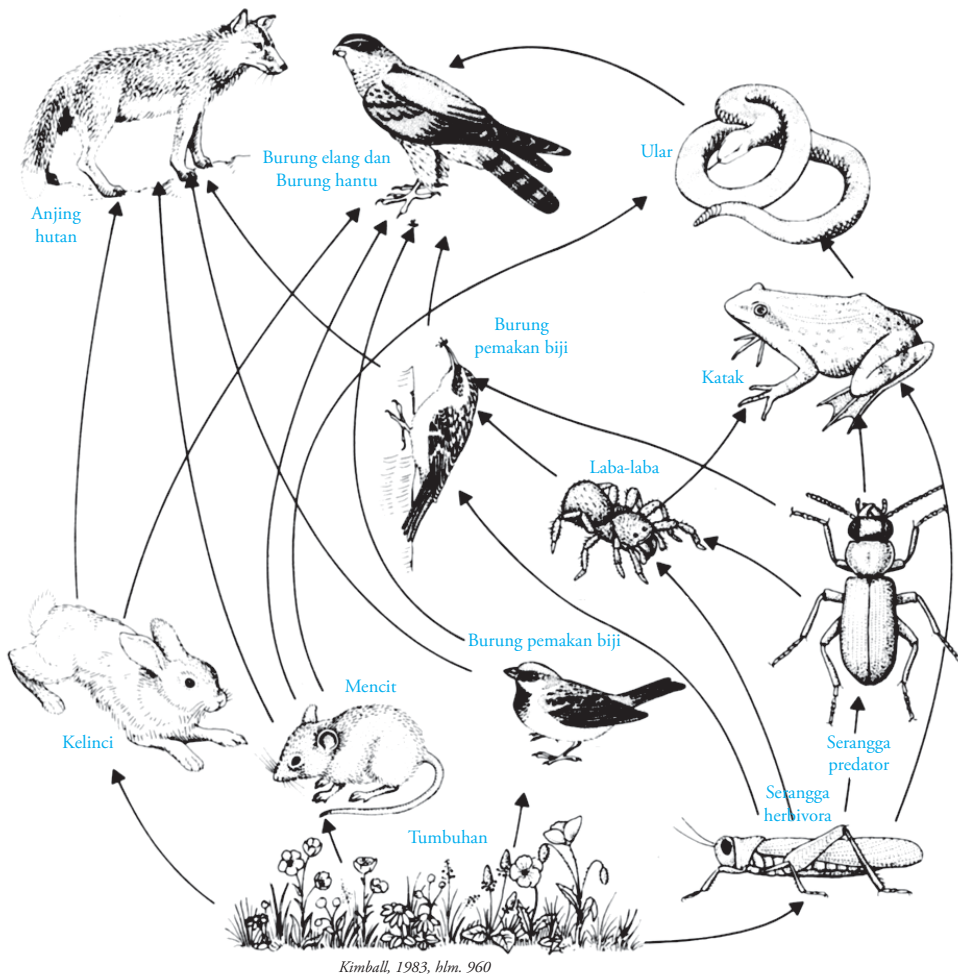 Burung elang dan
Burung hantu
Ular
Anjing
hutan
Burung
pemakan biji
Katak
Laba-laba
Burung pemakan biji
Mencit
Kelinci
Serangga
predator
Serangga
herbivora
Tumbuhan
Kimball, 1983, hlm. 960